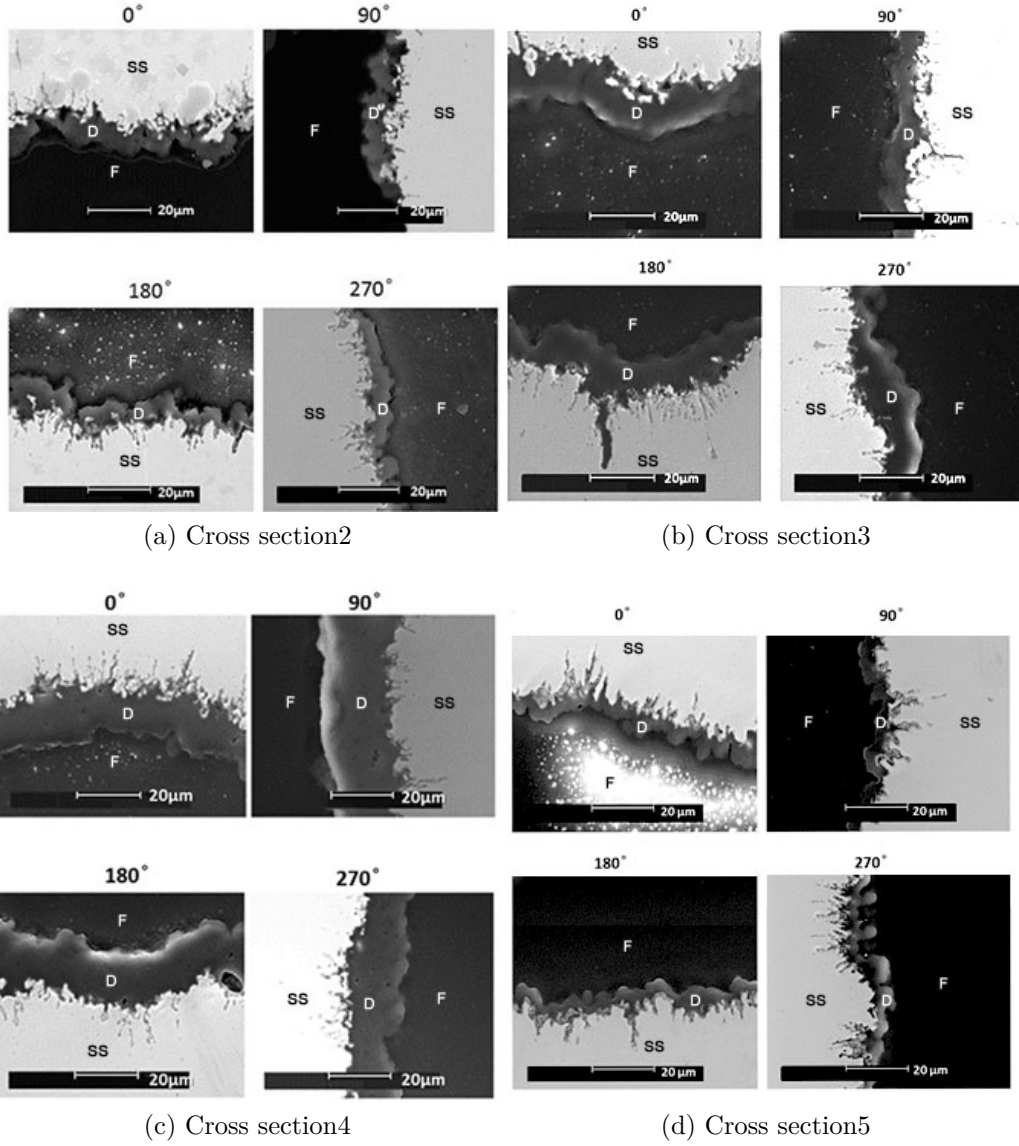 0°
90°
0°
90°
SS
D
F
20μm
F
D
SS
20μm
SS
D
F
20μm
F
D
SS
20μm
180°
270°
180°
270°
F
D
SS
20μm
SS
D
F
20μm
F
D
SS
20μm
SS
D
F
20μm
(a) Cross section2
(b) Cross section3
0°
90°
0°
90°
SS
D
F
20μm
F
D
SS
20μm
SS
D
F
20 μm
F
D
SS
20 μm
180°
270°
180°
270°
F
D
SS
20μm
SS
D
F
20μm
F
D
SS
20 μm
SS
D
F
20 μm
(c) Cross section4
(d) Cross section5